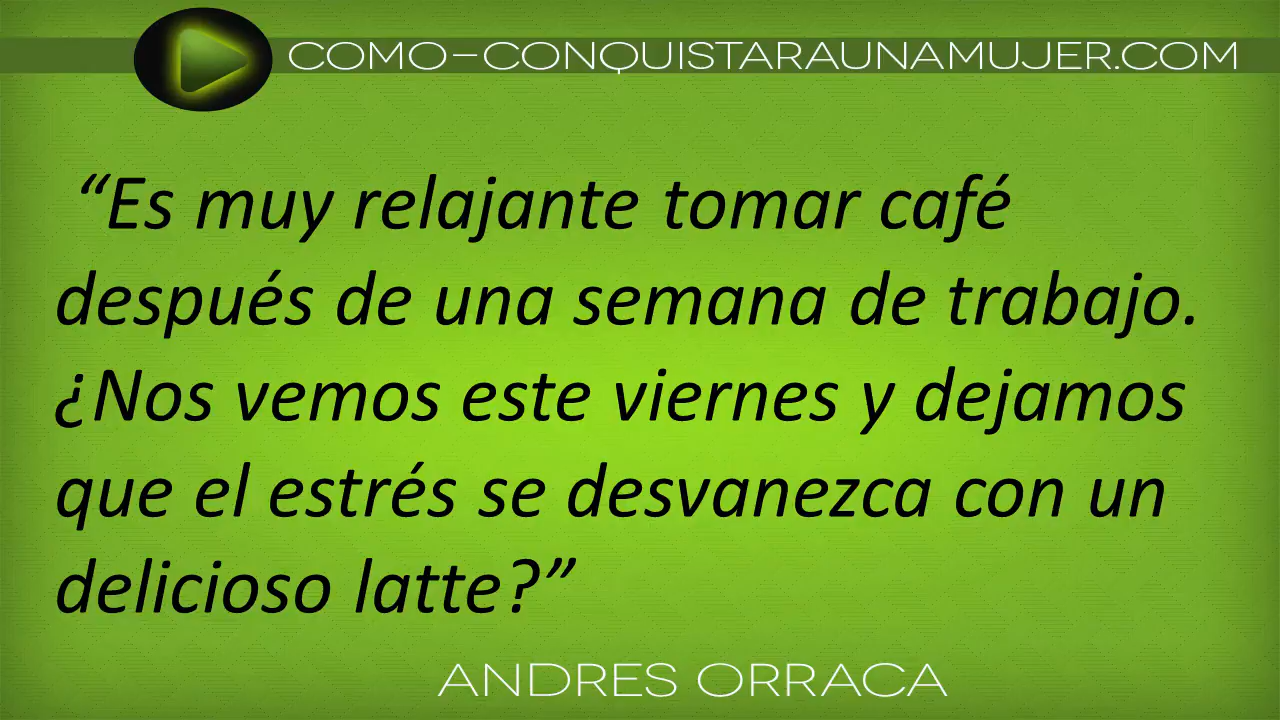 COMO-CONQUISTARAUNAMUJER.COM
“Es muy relajante tomar café
después de una semana de trabajo.
¿Nos vemos este viernes y dejamos
que el estrés se desvanezca con un
delicioso latte?”
ANDRES ORRACA